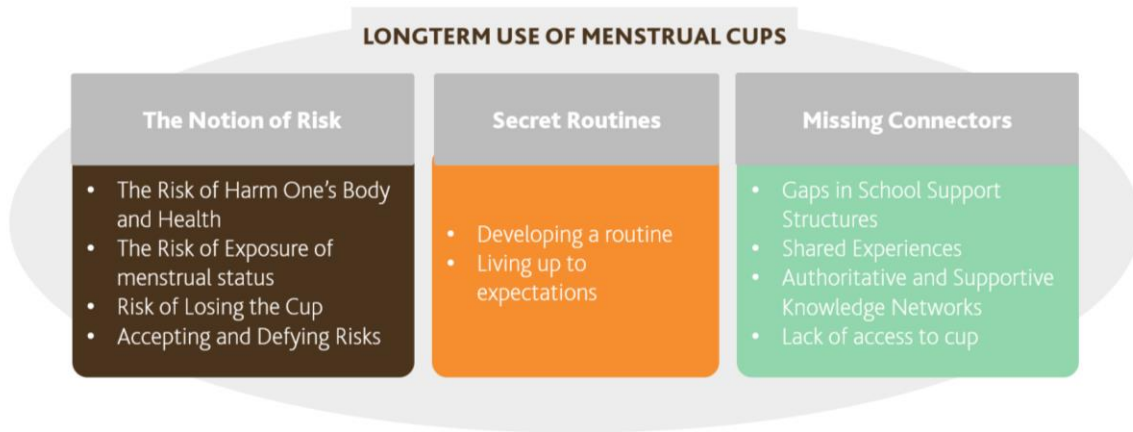 LONGTERM USE OF MENSTRUAL CUPS
The Notion of Risk
• The Risk of Harm One's Body
and Health
• The Risk of Exposure of
menstrual status
• Risk of Losing the Cup
• Accepting and Defying Risks
Secret Routines
• Developing a routine
• Living up to
expectations
Missing Connectors
• Gaps in School Support
Structures
• Shared Experiences
• Authoritative and Supportive
Knowledge Networks
• Lack of access to cup